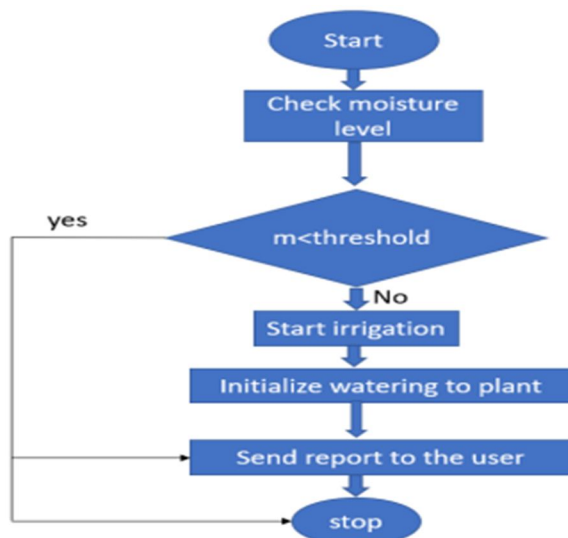 Start
Check moisture
level
yes
m<threshold
No
Start irrigation
Initialize watering to plant
Send report to the user
stop